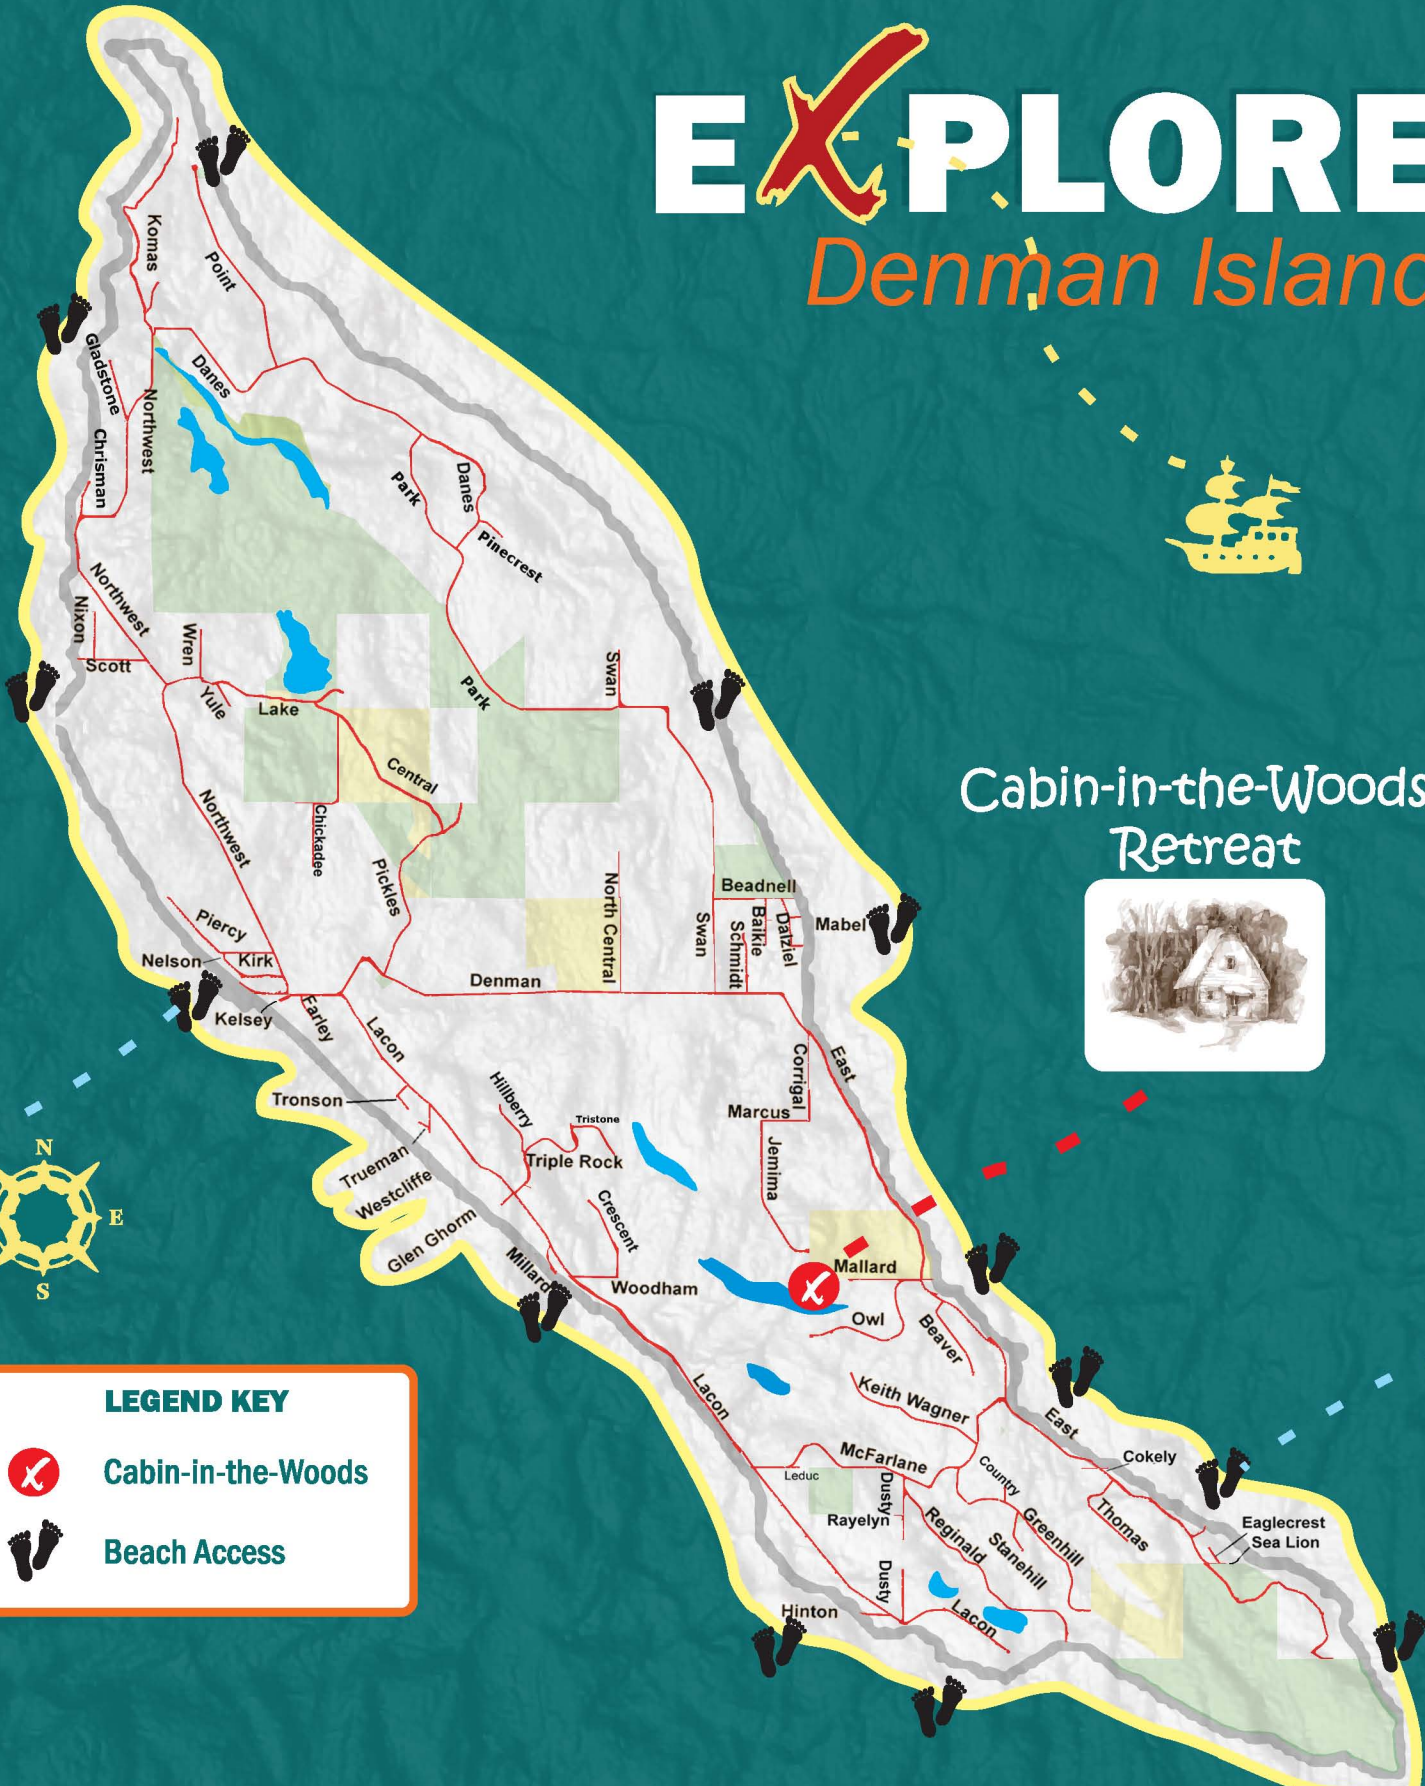 EXPLORE
Denman Islan
Komas
Point
Gladstone
Danes
Northwest
Chrisman
Park
Danes
Pinecrest
Northwest
Nixon
Wren
Scott
Swan
Yule
Lake
Park
Central
Cabin-in-the-Woods
Retreat
Northwest
Chickadee
Pickles
North Central
Beadnell
Swan
Schmidt
Baikie
Dalziel
Mabel
Piercy
Nelson
Kirk
Denman
Kelsey
Farley
Lacon
Corrigal
East
Hillberry
Tronson
Marcus
Tristone
Jemima
Trueman
Triple Rock
Westcliffe
Crescent
Glen Ghorm
Millard
Woodham
Mallard
Owl
Beaver
N
E
S
Lacon
Keith Wagner
East
McFarlane
Cokely
Leduc
Country
Dusty
Rayelyn
Reginald
Stanehill
Greenhill
Thomas
Eaglecrest
Sea Lion
Dusty
Hinton
Lacon
LEGEND KEY
X
Cabin-in-the-Woods
Beach Access